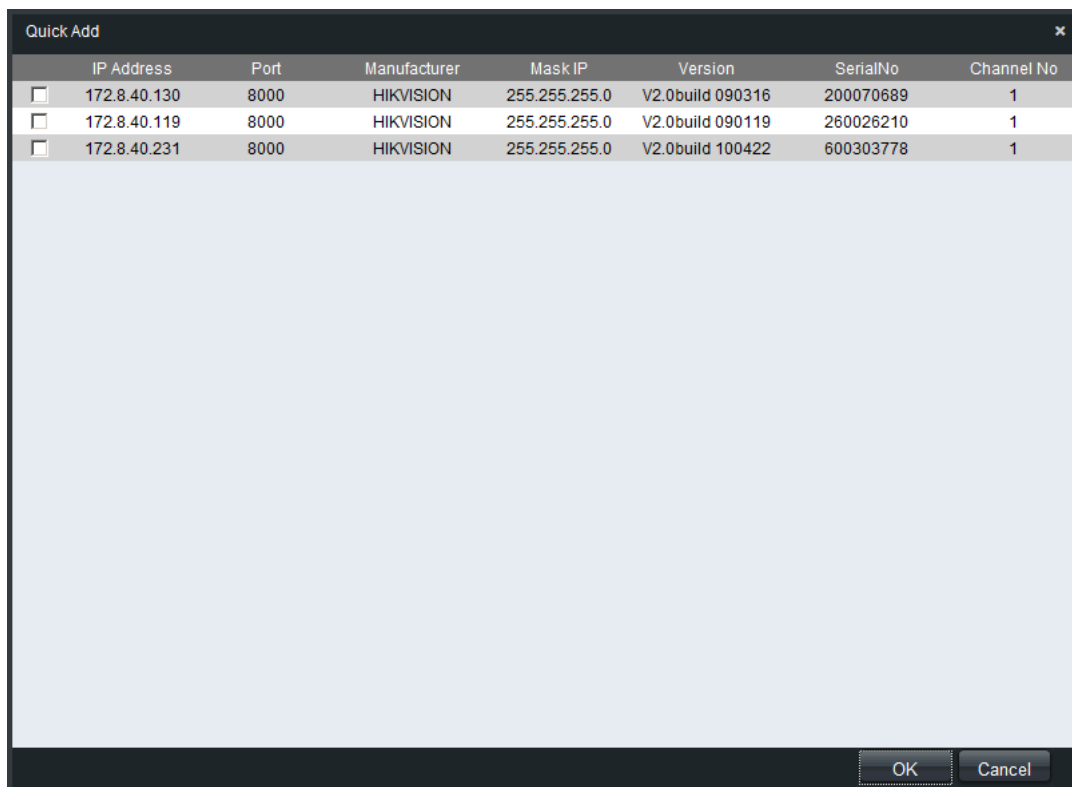 Quick Add
IP Address Port Manufacturer Mask IP Version SerialNo Channel No
172.8.40.130 8000 HIKVISION 255.255.255.0 V2.0build 090316 200070689 1
172.8.40.119 8000 HIKVISION 255.255.255.0 V2.0build 090119 260026210 1
172.8.40.231 8000 HIKVISION 255.255.255.0 V2.0build 100422 600303778 1
OK Cancel